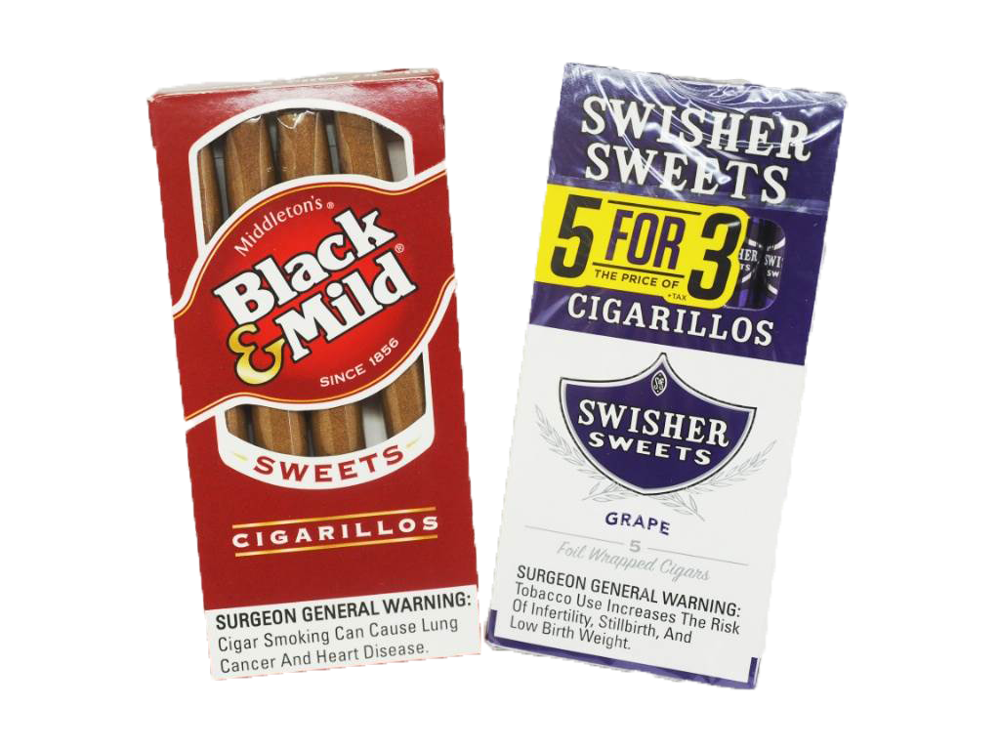 Middleton's ®
Black
& Mild®
SINCE 1856
SWEETS
CIGARILLOS
SURGEON GENERAL WARNING:
Cigar Smoking Can Cause Lung
Cancer And Heart Disease.
SWISHER
SWEETS
5 FOR 3
THE PRICE OF
+TAX
CIGARILLOS
SWISHER
SWEETS
GRAPE
5
Foil Wrapped Cigars
SURGEON GENERAL WARNING:
Tobacco Use Increases The Risk
Of Infertility, Stillbirth, And
Low Birth Weight.